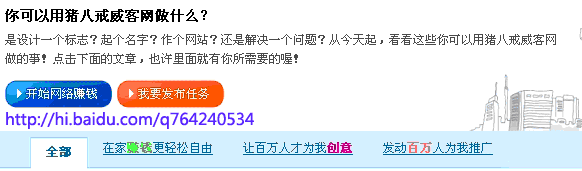 你可以用猪八戒威客网做什么？
是设计一个标志？起个名字？作个网站？还是解决一个问题？从今天起，看看这些你可以用猪八戒威客网
做的事！点击下面的文章，也许里面就有你所需要的喔！
开始网络赚钱 我要发布任务
http://hi.baidu.com/q764240534
全部 在家赚钱更轻松自由 让百万人才为我创意 发动百万人为我推广